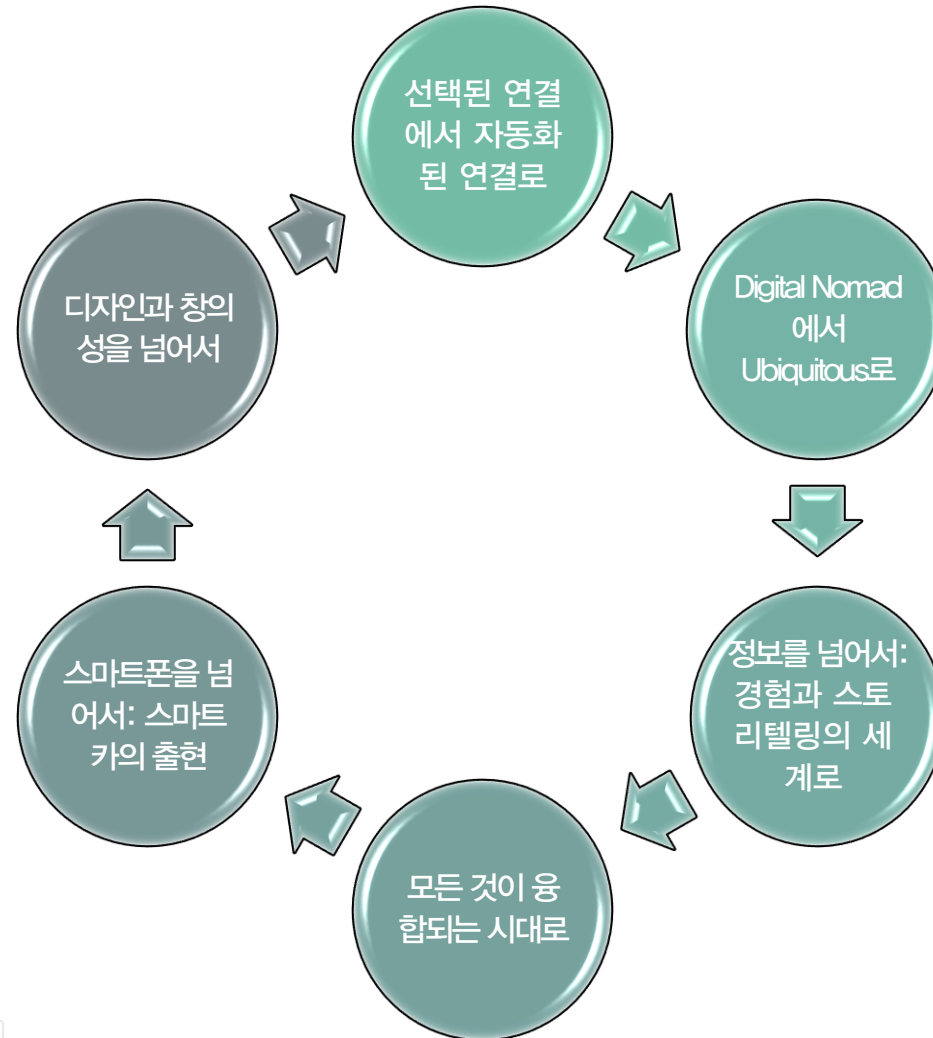 선택된 연결
에서 자동화
된 연결로
Digital Nomad
에서
Ubiquitous로
정보를 넘어서:
경험과 스토
리텔링의 세
계로
모든 것이 융
합되는 시대로
스마트폰을 넘
어서: 스마트
카의 출현
디자인과 창의
성을 넘어서